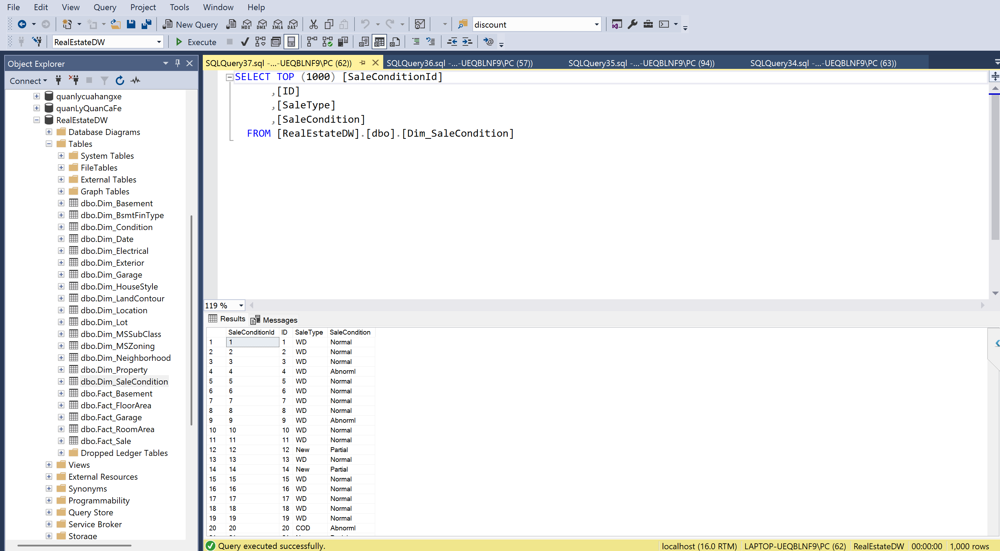 File Edit View Query Project Tools Window Help
New Query MDX DMX XMLA DAX discount
RealEstateDW Execute
Object Explorer
Connect
quanlycuahangxe
quanLyQuanCaFe
RealEstateDW
Database Diagrams
Tables
System Tables
FileTables
External Tables
Graph Tables
dbo.Dim_Basement
dbo.Dim_BsmtFinType
dbo.Dim_Condition
dbo.Dim_Date
dbo.Dim_Electrical
dbo.Dim_Exterior
dbo.Dim_Garage
dbo.Dim_HouseStyle
dbo.Dim_LandContour
dbo.Dim_Location
dbo.Dim_Lot
dbo.Dim_MSSubClass
dbo.Dim_MSZoning
dbo.Dim_Neighborhood
dbo.Dim_Property
dbo.Dim_SaleCondition
dbo.Fact_Basement
dbo.Fact_FloorArea
dbo.Fact_Garage
dbo.Fact_RoomArea
dbo.Fact_Sale
Dropped Ledger Tables
Views
External Resources
Synonyms
Programmability
Query Store
Service Broker
Storage
SQLQuery37.sql -...-UEQBLNF9\PC (62)) SQLQuery36.sql -...-UEQBLNF9\PC (57)) SQLQuery35.sql -...-UEQBLNF9\PC (94)) SQLQuery34.sql -...-UEQBLNF9\PC (63))
SELECT TOP (1000) [SaleConditionId]
,[ID]
,[SaleType]
,[SaleCondition]
FROM [RealEstateDW].[dbo].[Dim_SaleCondition]
119 %
Results Messages
SaleConditionId ID SaleType SaleCondition
1 1 1 WD Normal
2 2 2 WD Normal
3 3 3 WD Normal
4 4 4 WD Abnorml
5 5 5 WD Normal
6 6 6 WD Normal
7 7 7 WD Normal
8 8 8 WD Normal
9 9 9 WD Abnorml
10 10 10 WD Normal
11 11 11 WD Normal
12 12 12 New Partial
13 13 13 WD Normal
14 14 14 New Partial
15 15 15 WD Normal
16 16 16 WD Normal
17 17 17 WD Normal
18 18 18 WD Normal
19 19 19 WD Normal
20 20 20 COD Abnorml
Query executed successfully. localhost (16.0 RTM) LAPTOP-UEQBLNF9\PC (62) RealEstateDW 00:00:00 1,000 rows